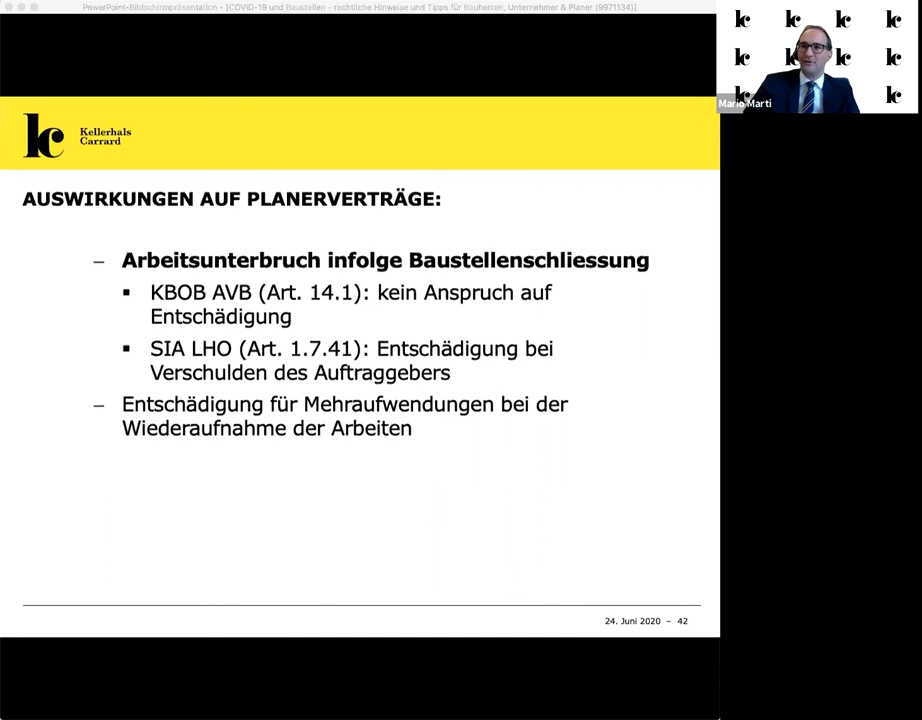 PowerPoint-Bildschirmpräsentation - [COVID-19 und Baustellen - rechtliche Hinweise und Tipps für Bauherren, Unternehmer & Planer (9971134)]
Mario Marti
kc Kellerhals
Carrard
AUSWIRKUNGEN AUF PLANERVERTRÄGE:
– Arbeitsunterbruch infolge Baustellenschliessung
▪ KBOB AVB (Art. 14.1): kein Anspruch auf
Entschädigung
▪ SIA LHO (Art. 1.7.41): Entschädigung bei
Verschulden des Auftraggebers
– Entschädigung für Mehraufwendungen bei der
Wiederaufnahme der Arbeiten
24. Juni 2020 – 42